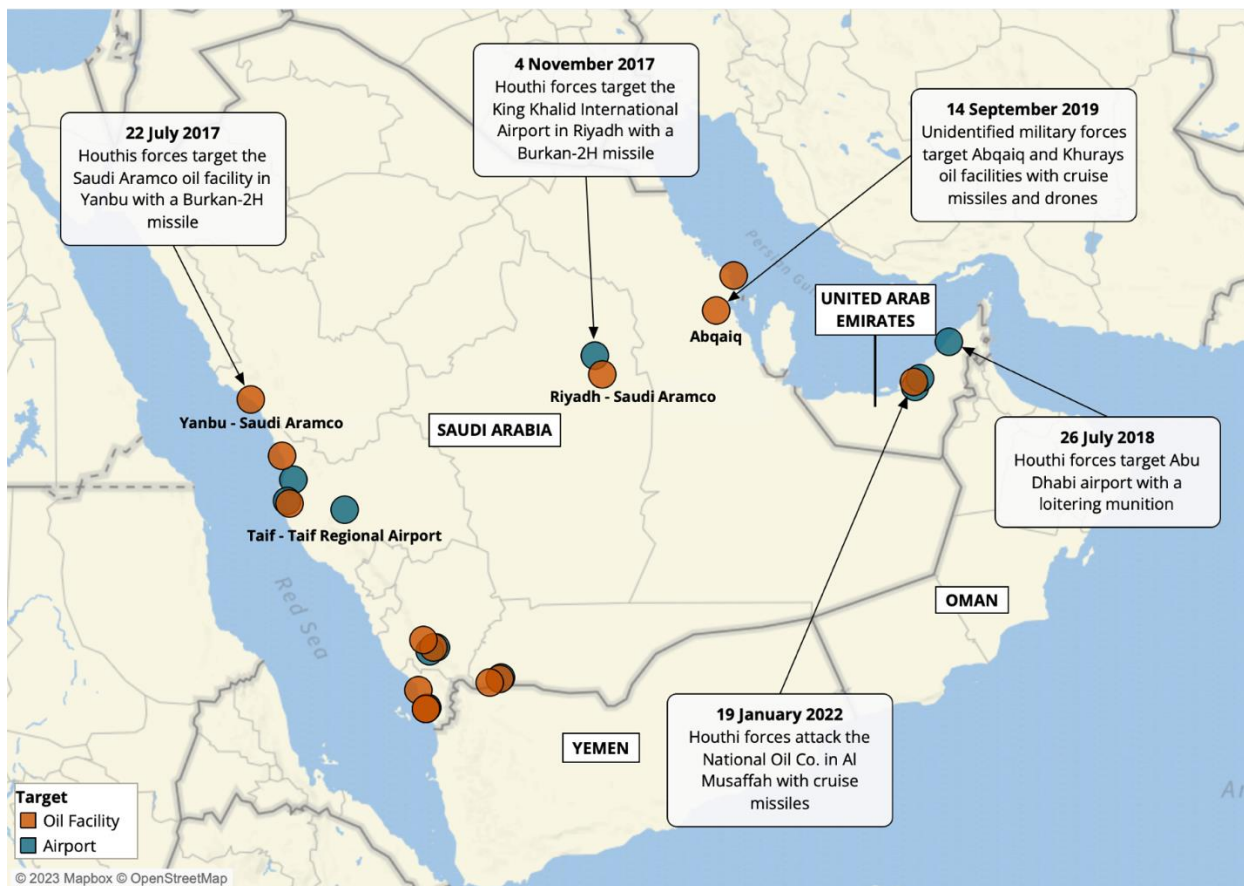 4 November 2017
Houthi forces target the
King Khalid International
Airport in Riyadh with a
Burkan-2H missile
14 September 2019
Unidentified military forces
target Abqaiq and Khurays
oil facilities with cruise
missiles and drones
22 July 2017
Houthis forces target the
Saudi Aramco oil facility in
Yanbu with a Burkan-2H
missile
Persian Gu
UNITED ARAB
EMIRATES
Abqaiq
Riyadh - Saudi Aramco
Yanbu - Saudi Aramco
SAUDI ARABIA
26 July 2018
Houthi forces target Abu
Dhabi airport with a
loitering munition
Taif - Taif Regional Airport
Red Sea
OMAN
19 January 2022
Houthi forces attack the
National Oil Co. in Al
Musaffah with cruise
missiles
YEMEN
Target
Oil Facility
Airport
© 2023 Mapbox © OpenStreetMap